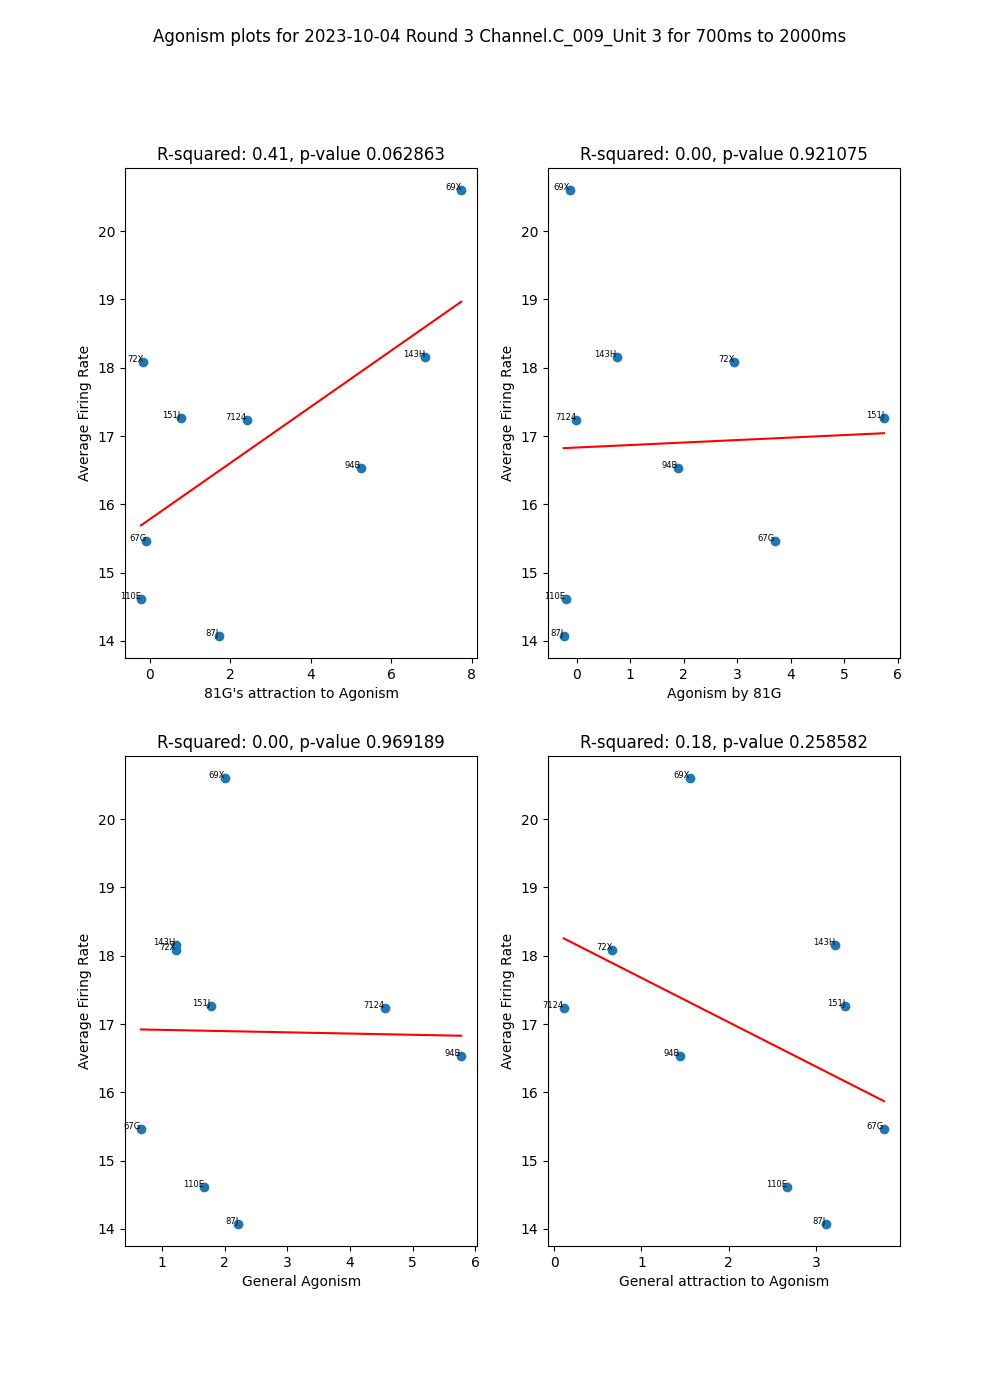 Agonism plots for 2023-10-04 Round 3 Channel.C_009_Unit 3 for 700ms to 2000ms
R-squared: 0.41, p-value 0.062863
Average Firing Rate
20
19
18
17
16
15
14
69X
143H
72X
151J
7124
94B
67G
110E
87J
0 2 4 6 8
81G's attraction to Agonism
R-squared: 0.00, p-value 0.921075
Average Firing Rate
20
19
18
17
16
15
14
69X
143H
72X
7124
151J
94B
67G
110E
87J
0 1 2 3 4 5 6
Agonism by 81G
R-squared: 0.00, p-value 0.969189
Average Firing Rate
20
19
18
17
16
15
14
69X
143H
72X
151J
7124
94B
67G
110E
87J
1 2 3 4 5 6
General Agonism
R-squared: 0.18, p-value 0.258582
Average Firing Rate
20
19
18
17
16
15
14
69X
72X
143H
7124
151J
94B
67G
110E
87J
0 1 2 3
General attraction to Agonism